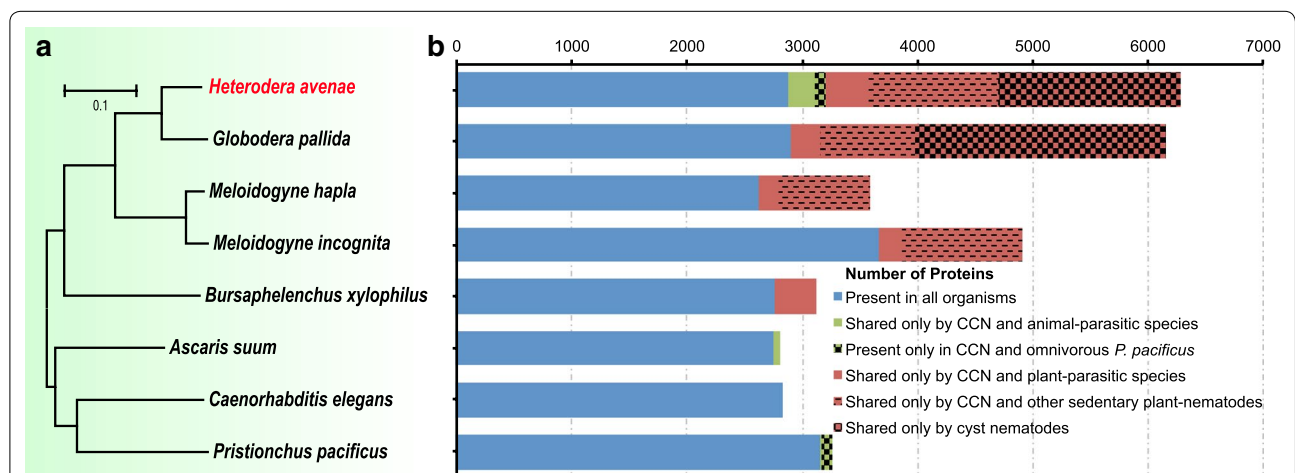 a
0.1
Heterodera avenae
Globodera pallida
Meloidogyne hapla
Meloidogyne incognita
Bursaphelenchus xylophilus
Ascaris suum
Caenorhabditis elegans
Pristionchus pacificus
b
0 1000 2000 3000 4000 5000 6000 7000
Number of Proteins
Present in all organisms
Shared only by CCN and animal-parasitic species
Present only in CCN and omnivorous P. pacificus
Shared only by CCN and plant-parasitic species
Shared only by CCN and other sedentary plant-nematodes
Shared only by cyst nematodes